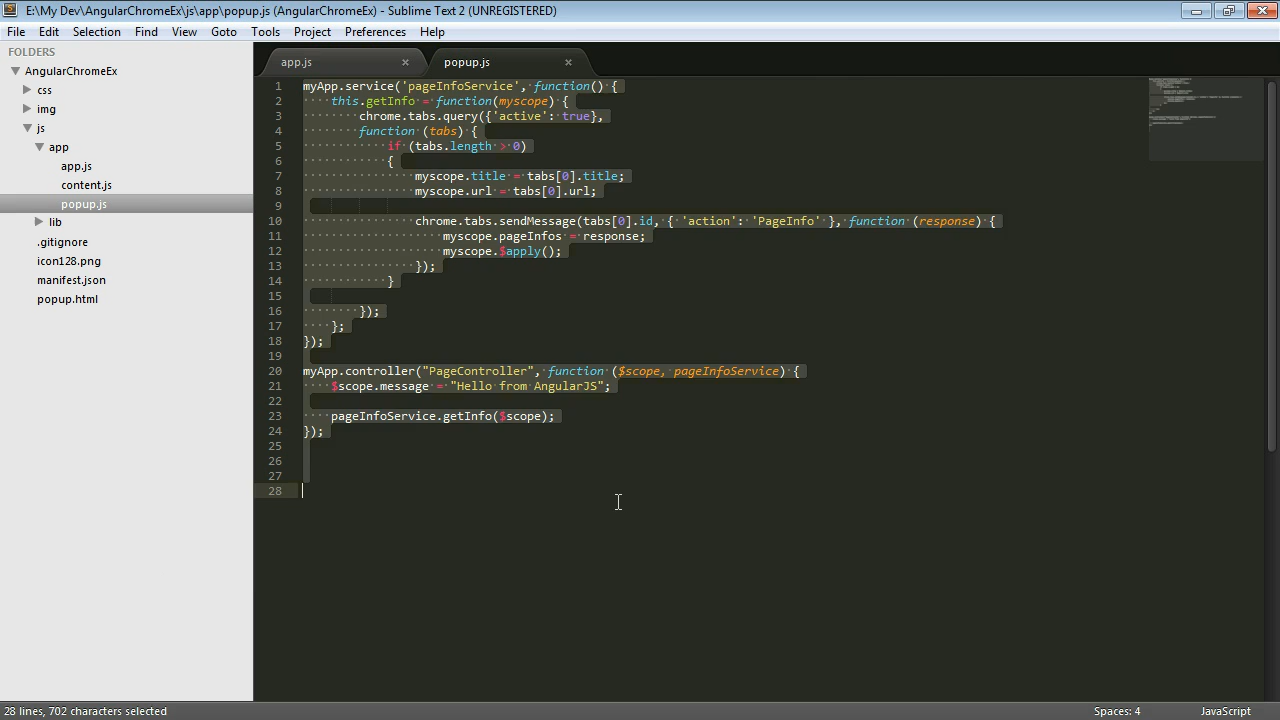 E:\My Dev\AngularChromeEx\js\app\popup.js (AngularChromeEx) - Sublime Text 2 (UNREGISTERED)
File Edit Selection Find View Goto Tools Project Preferences Help
FOLDERS
AngularChromeEx
css
img
js
app
app.js
content.js
popup.js
lib
.gitignore
icon128.png
manifest.json
popup.html
app.js × popup.js ×
1 myApp.service('pageInfoService', function() {
2 this.getInfo = function(myscope) {
3 chrome.tabs.query({'active': true},
4 function (tabs) {
5 if (tabs.length > 0)
6 {
7 myscope.title = tabs[0].title;
8 myscope.url = tabs[0].url;
9
10 chrome.tabs.sendMessage(tabs[0].id, { 'action': 'PageInfo' }, function (response) {
11 myscope.pageInfos = response;
12 myscope.$apply();
13 });
14 }
15
16 });
17 };
18 });
19
20 myApp.controller("PageController", function ($scope, pageInfoService) {
21 $scope.message = "Hello from AngularJS";
22
23 pageInfoService.getInfo($scope);
24 });
25
26
27
28
28 lines, 702 characters selected Spaces: 4 JavaScript